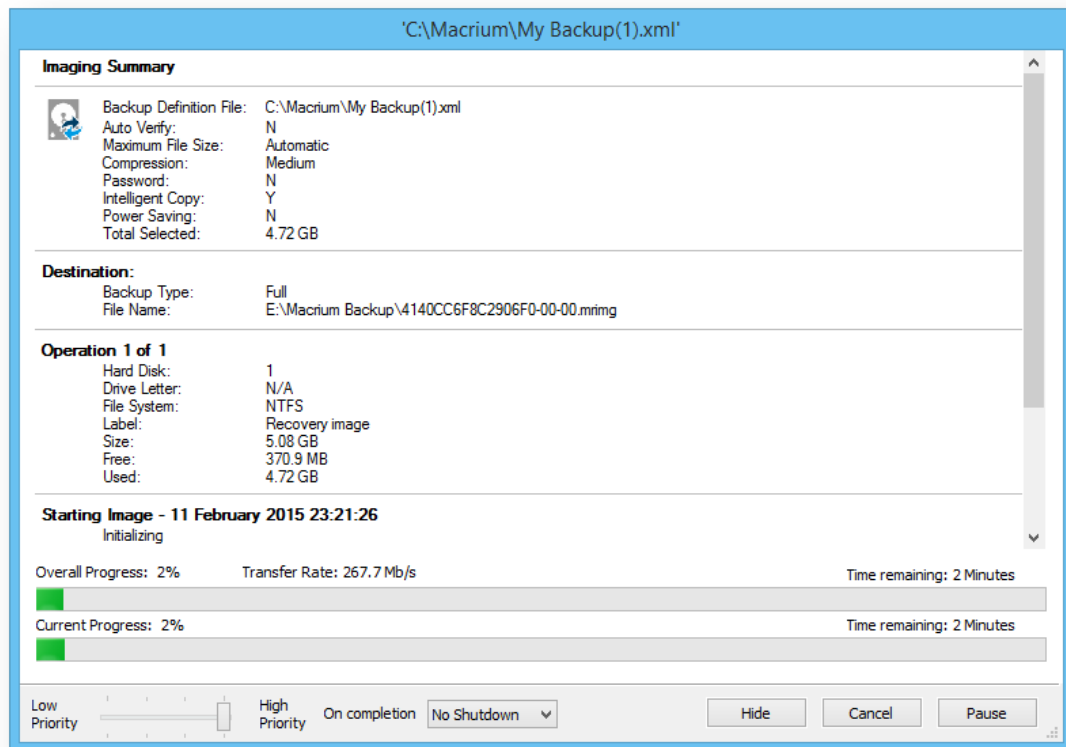 'C:\Macrium\My Backup(1).xml'
Imaging Summary
Backup Definition File: C:\Macrium\My Backup(1).xml
Auto Verify: N
Maximum File Size: Automatic
Compression: Medium
Password: N
Intelligent Copy: Y
Power Saving: N
Total Selected: 4.72 GB
Destination:
Backup Type: Full
File Name: E:\Macrium Backup\4140CC6F8C2906F0-00-00.mrimg
Operation 1 of 1
Hard Disk: 1
Drive Letter: N/A
File System: NTFS
Label: Recovery image
Size: 5.08 GB
Free: 370.9 MB
Used: 4.72 GB
Starting Image - 11 February 2015 23:21:26
Initializing
Overall Progress: 2% Transfer Rate: 267.7 Mb/s Time remaining: 2 Minutes
Current Progress: 2% Time remaining: 2 Minutes
Low Priority High Priority On completion No Shutdown Hide Cancel Pause